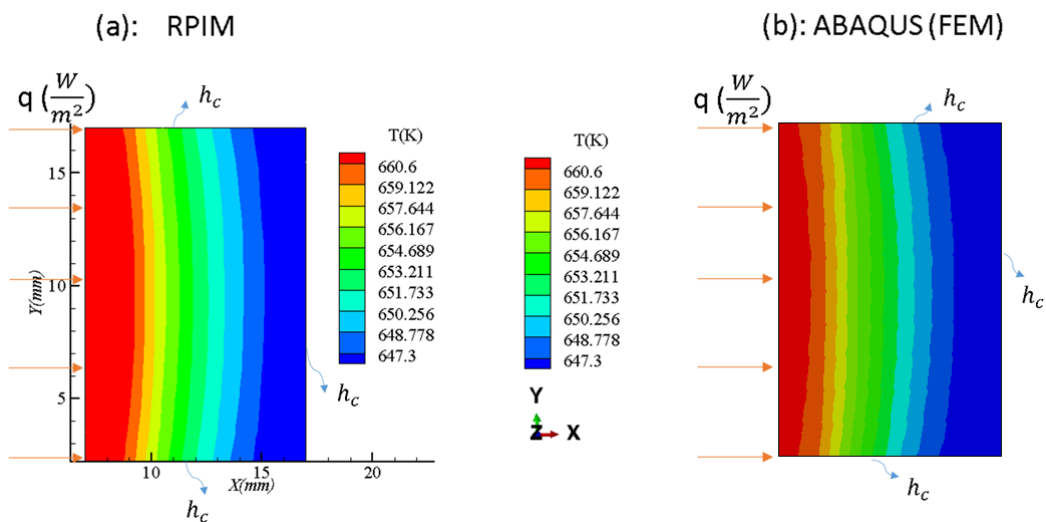 (a): RPIM
(b): ABAQUS (FEM)
q (W/m²)
h_c
T(K)
660.6
659.122
657.644
656.167
654.689
653.211
651.733
650.256
648.778
647.3
15
10
5
Y(mm)
10
15
20
X(mm)
h_c
h_c
T(K)
660.6
659.122
657.644
656.167
654.689
653.211
651.733
650.256
648.778
647.3
Y
Z
X
q (W/m²)
h_c
h_c
h_c